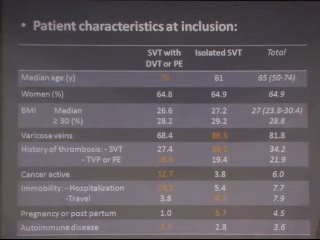 • Patient characteristics at inclusion:
SVT with DVT or PE Isolated SVT Total
Median age (y) 61 65 (50-74)
Women (%) 64.8 64.9 64.9
BMI Median 26.6 27.2 27 (23.8-30.4)
≥ 30 (%) 28.2 29.2 28.8
Varicose veins 68.4 81.8
History of thrombosis: - SVT 27.4 34.2
- TVP or PE 19.4 21.9
Cancer active 12.7 3.8 6.0
Immobility: - Hospitalization 5.4 7.7
-Travel 3.8 7.9
Pregnancy or post partum 1.0 4.5
Autoimmune disease 2.8 3.6